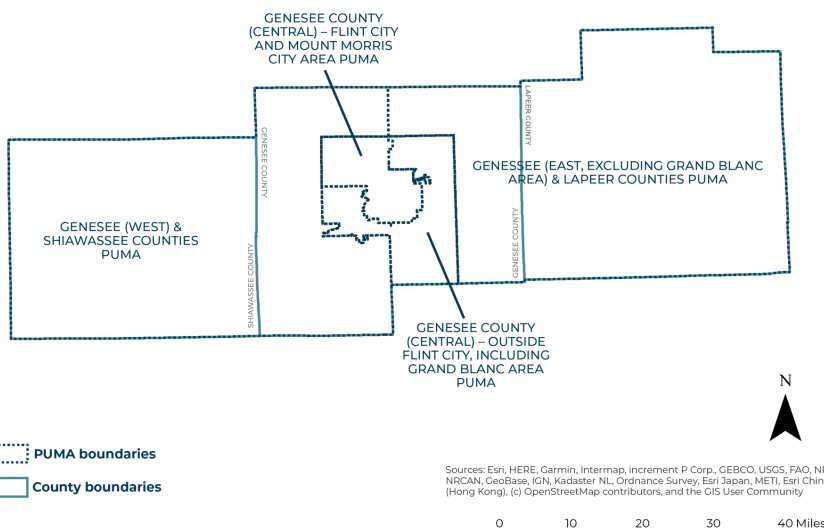 GENESEE COUNTY
(CENTRAL) – FLINT CITY
AND MOUNT MORRIS
CITY AREA PUMA
LAPEER COUNTY
GENESEE COUNTY
GENESSEE (EAST, EXCLUDING GRAND BLANC
AREA) & LAPEER COUNTIES PUMA
GENESEE (WEST) &
SHIAWASSEE COUNTIES
PUMA
GENESEE COUNTY
SHIAWASSEE COUNTY
GENESEE COUNTY
(CENTRAL) – OUTSIDE
FLINT CITY, INCLUDING
GRAND BLANC AREA
PUMA
N
PUMA boundaries
County boundaries
Sources: Esri, HERE, Garmin, Intermap, increment P Corp., GEBCO, USGS, FAO, NP
NRCAN, GeoBase, IGN, Kadaster NL, Ordnance Survey, Esri Japan, METI, Esri Chin
(Hong Kong), (c) OpenStreetMap contributors, and the GIS User Community
0 10 20 30 40 Miles